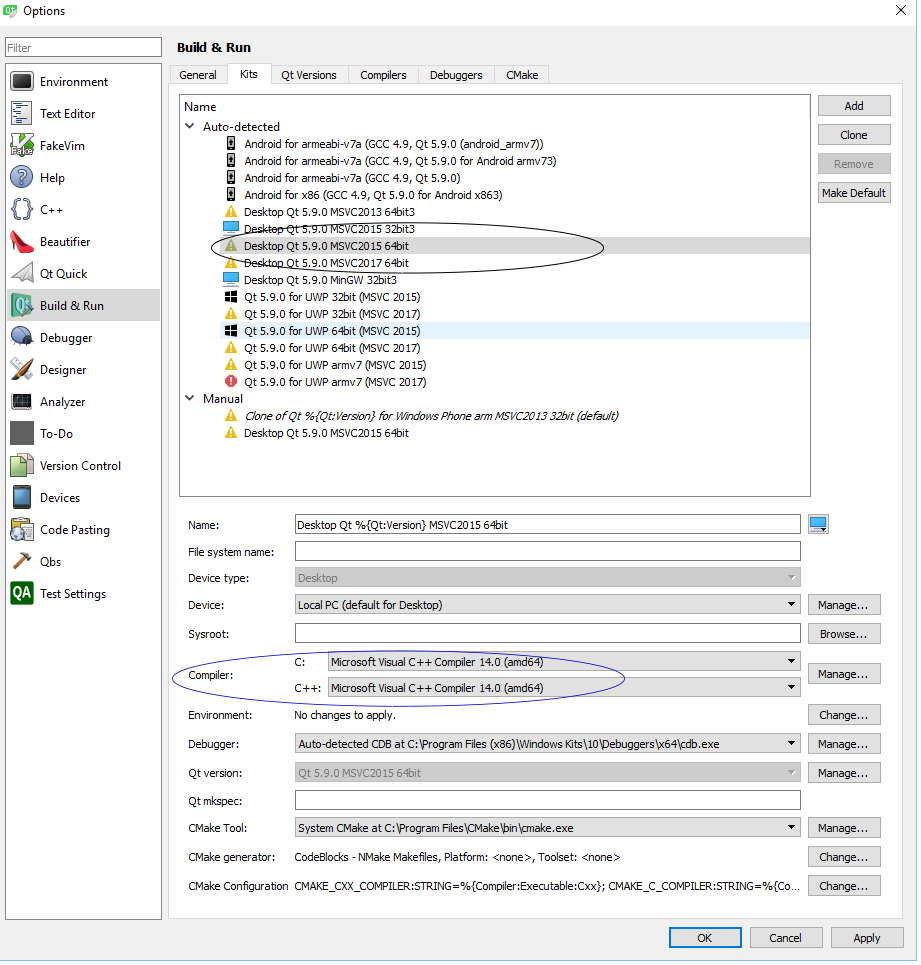 Options
Filter
Environment
Text Editor
FakeVim
Help
C++
Beautifier
Qt Quick
Build & Run
Debugger
Designer
Analyzer
To-Do
Version Control
Devices
Code Pasting
Qbs
QA Test Settings
Build & Run
General Kits Qt Versions Compilers Debuggers CMake
Name
Auto-detected
Android for armeabi-v7a (GCC 4.9, Qt 5.9.0 (android_armv7))
Android for armeabi-v7a (GCC 4.9, Qt 5.9.0 for Android armv73)
Android for armeabi-v7a (GCC 4.9, Qt 5.9.0)
Android for x86 (GCC 4.9, Qt 5.9.0 for Android x863)
Desktop Qt 5.9.0 MSVC2013 64bit3
Desktop Qt 5.9.0 MSVC2015 32bit3
Desktop Qt 5.9.0 MSVC2015 64bit
Desktop Qt 5.9.0 MSVC2017 64bit
Desktop Qt 5.9.0 MinGW 32bit3
Qt 5.9.0 for UWP 32bit (MSVC 2015)
Qt 5.9.0 for UWP 32bit (MSVC 2017)
Qt 5.9.0 for UWP 64bit (MSVC 2015)
Qt 5.9.0 for UWP 64bit (MSVC 2017)
Qt 5.9.0 for UWP armv7 (MSVC 2015)
Qt 5.9.0 for UWP armv7 (MSVC 2017)
Manual
Clone of Qt %{Qt:Version} for Windows Phone arm MSVC2013 32bit (default)
Desktop Qt 5.9.0 MSVC2015 64bit
Add
Clone
Remove
Make Default
Name: Desktop Qt %{Qt:Version} MSVC2015 64bit
File system name:
Device type: Desktop
Device: Local PC (default for Desktop) Manage...
Sysroot: Browse...
Compiler: Manage...
C: Microsoft Visual C++ Compiler 14.0 (amd64)
C++: Microsoft Visual C++ Compiler 14.0 (amd64)
Environment: No changes to apply. Change...
Debugger: Auto-detected CDB at C:\Program Files (x86)\Windows Kits\10\Debuggers\x64\cdb.exe Manage...
Qt version: Qt 5.9.0 MSVC2015 64bit Manage...
Qt mkspec:
CMake Tool: System CMake at C:\Program Files\CMake\bin\cmake.exe Manage...
CMake generator: CodeBlocks - NMake Makefiles, Platform: <none>, Toolset: <none> Change...
CMake Configuration CMAKE_CXX_COMPILER:STRING=%{Compiler:Executable:Cxx}; CMAKE_C_COMPILER:STRING=%{Co... Change...
OK Cancel Apply